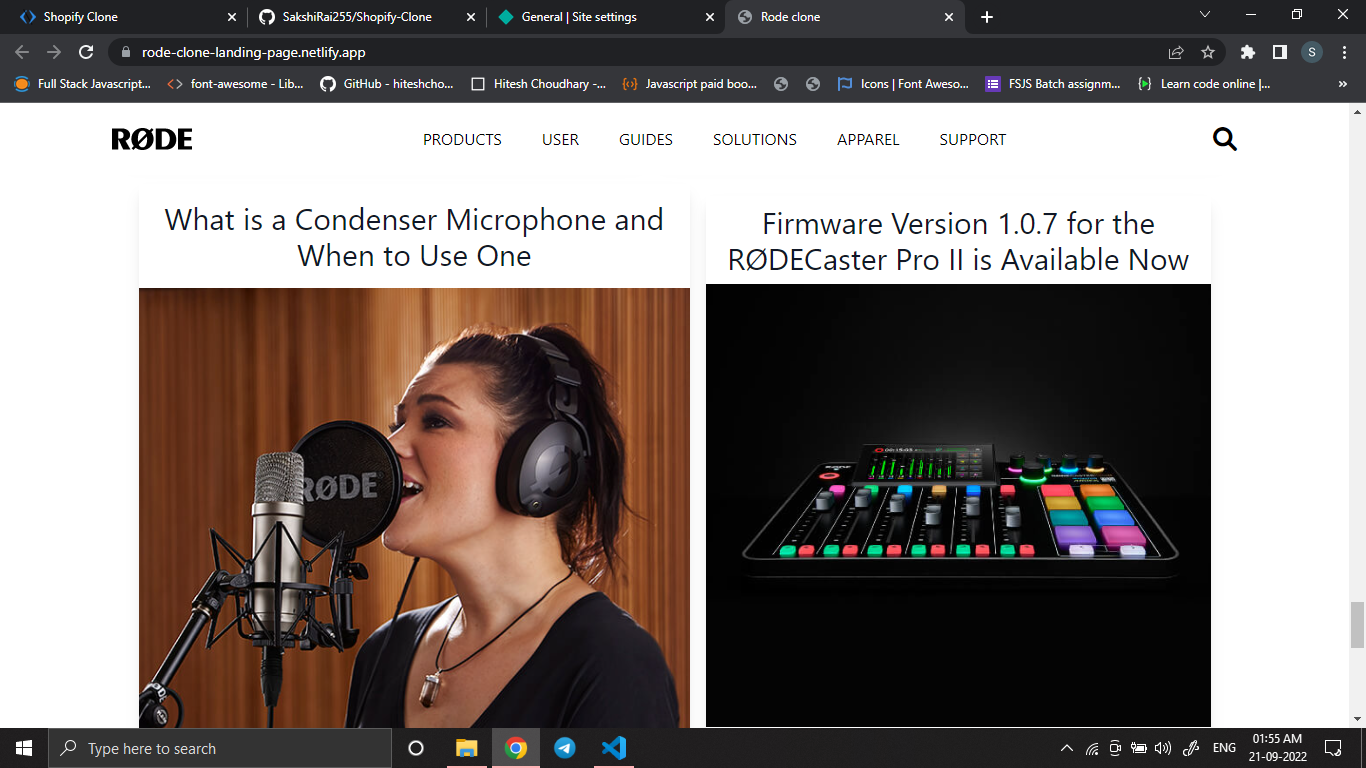 Shopify Clone
SakshiRai255/Shopify-Clone
General | Site settings
Rode clone
rode-clone-landing-page.netlify.app
S
Full Stack Javascript...
font-awesome - Lib...
GitHub - hiteshcho...
Hitesh Choudhary -...
Javascript paid boo...
Icons | Font Aweso...
FSJS Batch assignm...
Learn code online |...
»
RØDE
PRODUCTS
USER
GUIDES
SOLUTIONS
APPAREL
SUPPORT
What is a Condenser Microphone and
When to Use One
RØDE
Firmware Version 1.0.7 for the
RØDECaster Pro II is Available Now
Type here to search
ENG
01:55 AM
21-09-2022